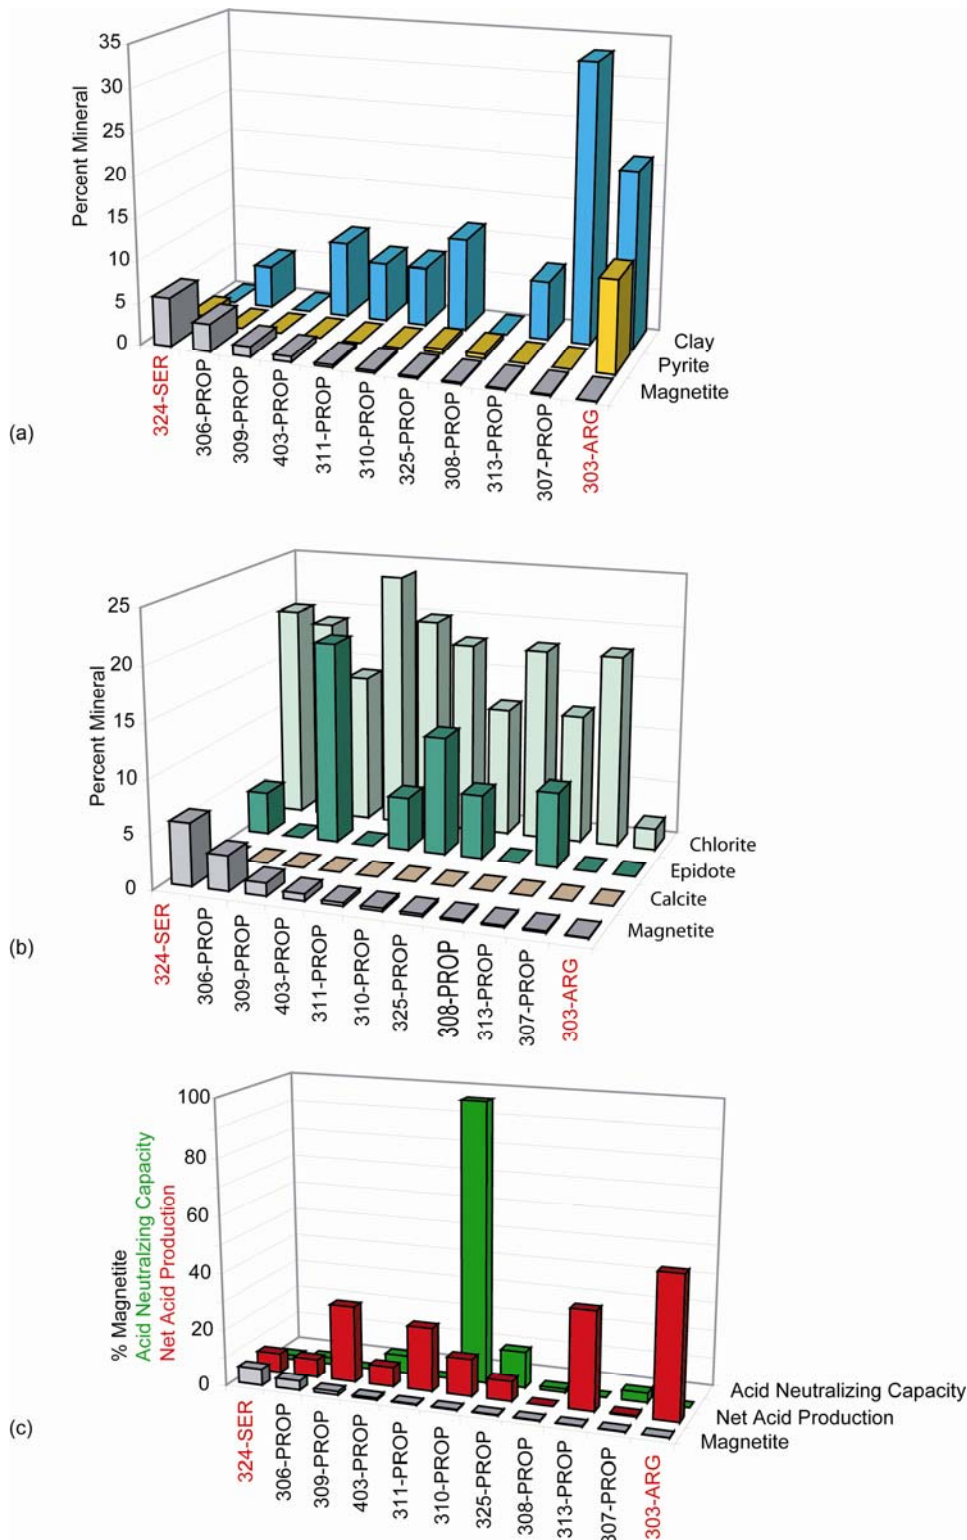 35
30
25
20
15
10
5
0
Percent Mineral
Clay
Pyrite
Magnetite
324-SER
306-PROP
309-PROP
403-PROP
311-PROP
310-PROP
325-PROP
308-PROP
313-PROP
307-PROP
303-ARG
(a)
25
20
15
10
5
0
Percent Mineral
Chlorite
Epidote
Calcite
Magnetite
324-SER
306-PROP
309-PROP
403-PROP
311-PROP
310-PROP
325-PROP
308-PROP
313-PROP
307-PROP
303-ARG
(b)
100
80
60
40
20
0
% Magnetite
Acid Neutralzing Capacity
Net Acid Production
Acid Neutralizing Capacity
Net Acid Production
Magnetite
324-SER
306-PROP
309-PROP
403-PROP
311-PROP
310-PROP
325-PROP
308-PROP
313-PROP
307-PROP
303-ARG
(c)